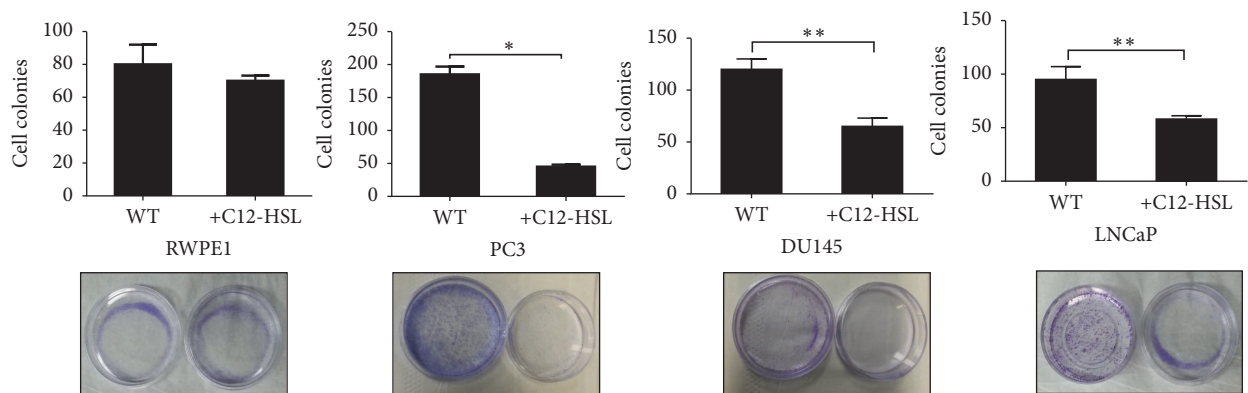 Cell colonies
100
80
60
40
20
0
WT +C12-HSL
RWPE1
Cell colonies
250
200
150
100
50
0
*
WT +C12-HSL
PC3
Cell colonies
150
100
50
0
**
WT +C12-HSL
DU145
Cell colonies
150
100
50
0
**
WT +C12-HSL
LNCaP